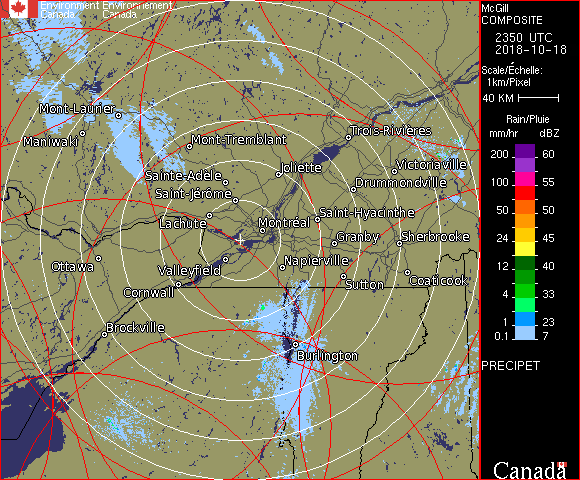 Environment Environnement
Canada Canada
McGill
COMPOSITE
2350 UTC
2018-10-18
Scale/Échelle:
1km/Pixel
40 KM
Rain/Pluie
mm/hr dBZ
200 60
100 55
50 50
24 45
12 40
4 33
1 23
0.1 7
PRECIPET
Canada
Mont-Laurier
Maniwaki
Mont-Tremblant
Trois-Rivières
Sainte-Adèle
Joliette
Victoriaville
Saint-Jérôme
Drummondville
Lachute
Montréal
Saint-Hyacinthe
Granby
Sherbrooke
Ottawa
Valleyfield
Napierville
Cornwall
Sutton
Coaticook
Brockville
Burlington